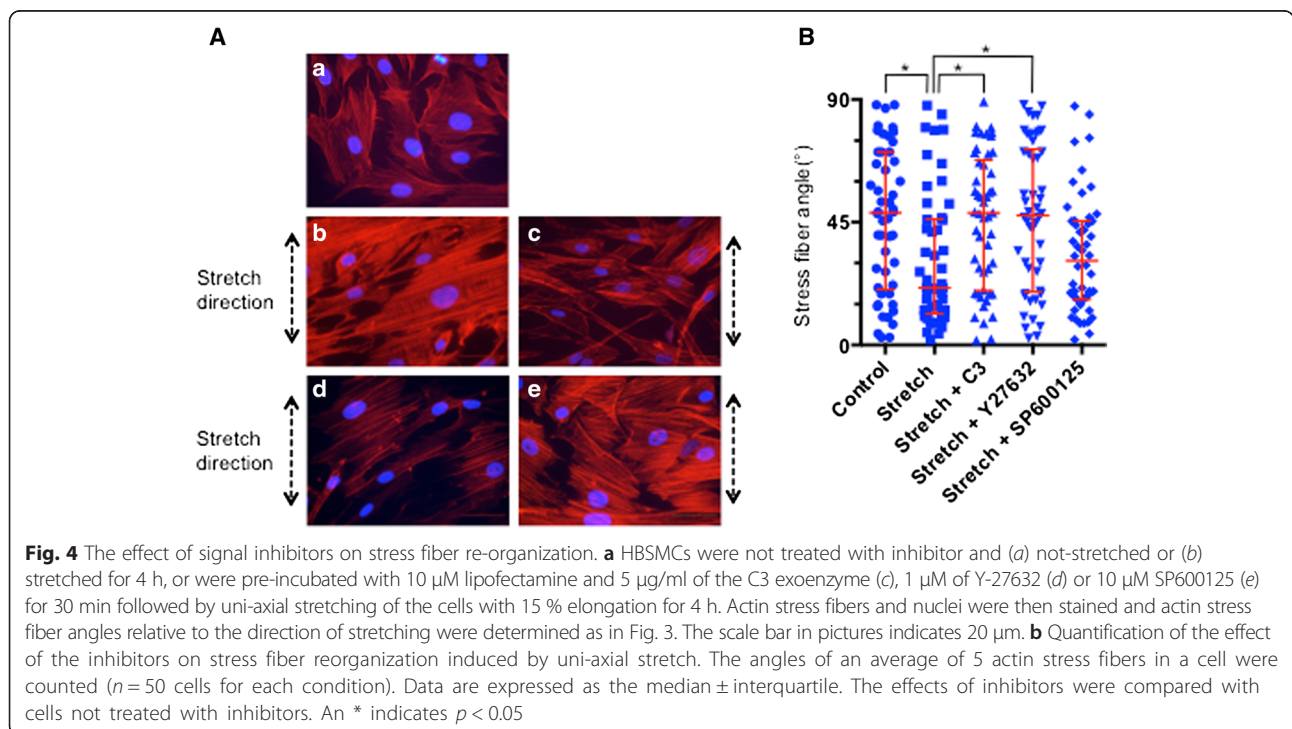 A
a
b
c
Stretch
direction
d
e
Stretch
direction
B
*
*
*
90
45
0
Stress fiber angle(°)
Control
Stretch
Stretch + C3
Stretch + Y27632
Stretch + SP600125
Fig. 4 The effect of signal inhibitors on stress fiber re-organization. a HBSMCs were not treated with inhibitor and (a) not-stretched or (b)
stretched for 4 h, or were pre-incubated with 10 μM lipofectamine and 5 μg/ml of the C3 exoenzyme (c), 1 μM of Y-27632 (d) or 10 μM SP600125 (e)
for 30 min followed by uni-axial stretching of the cells with 15 % elongation for 4 h. Actin stress fibers and nuclei were then stained and actin stress
fiber angles relative to the direction of stretching were determined as in Fig. 3. The scale bar in pictures indicates 20 μm. b Quantification of the effect
of the inhibitors on stress fiber reorganization induced by uni-axial stretch. The angles of an average of 5 actin stress fibers in a cell were
counted (n = 50 cells for each condition). Data are expressed as the median ± interquartile. The effects of inhibitors were compared with
cells not treated with inhibitors. An * indicates p < 0.05